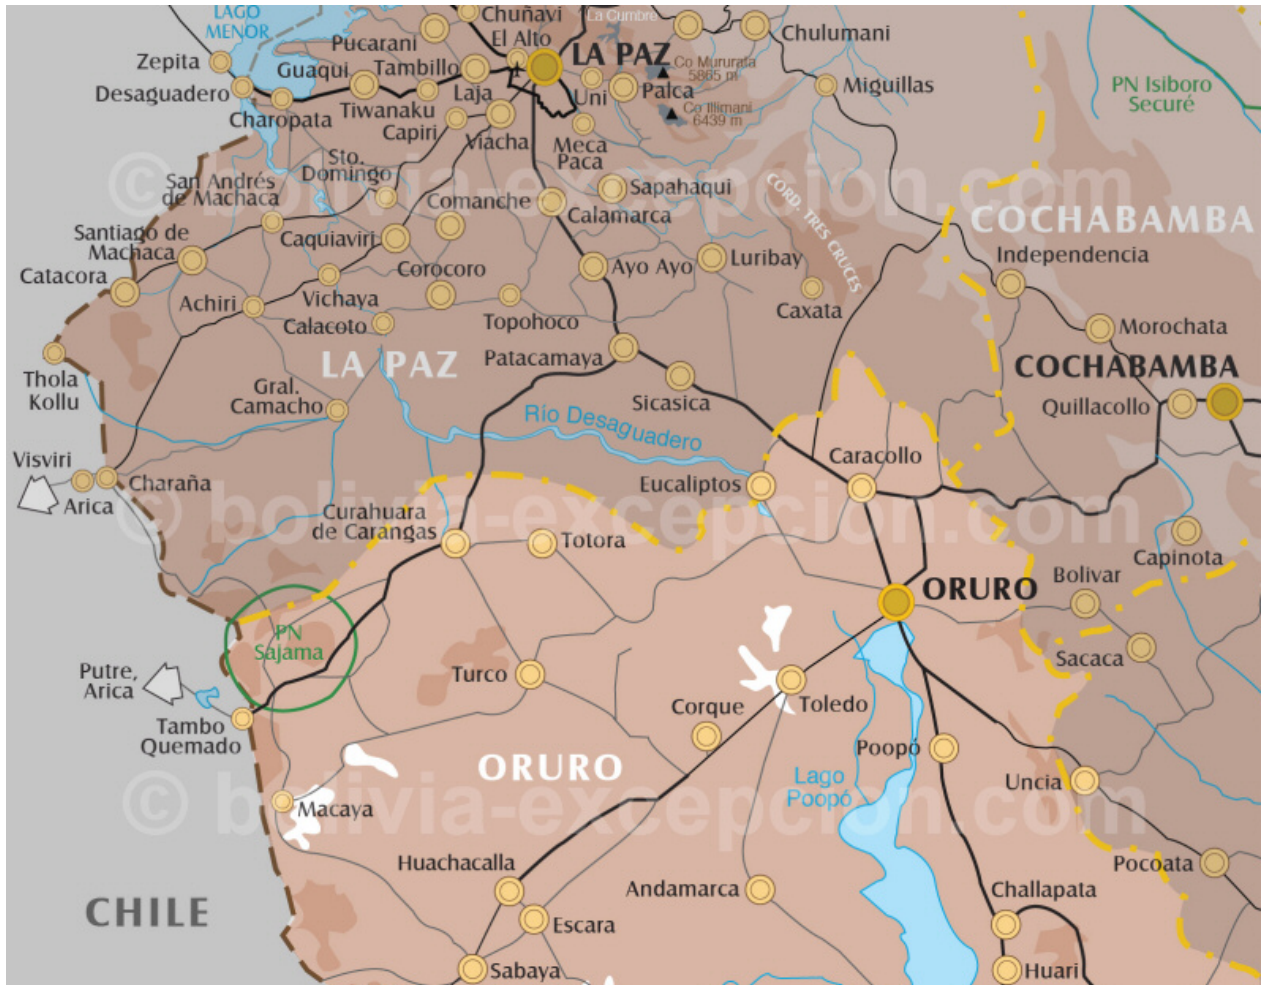 LAGO
MENOR
Chuñavi
La Cumbre
El Alto
Pucarani
Chulumani
Zepita
Guaqui
Tambillo
LA PAZ
Co Mururata
5865 m
PN Isiboro
Securé
Desaguadero
Tiwanaku
Laja
Uni
Palca
Miguillas
Charopata
Capiri
Co Illimani
6439 m
Viacha
Meca
Paca
© bolivia-excepcion.com
Sto.
Domingo
San Andrés
de Machaca
Comanche
Sapahaqui
Calamarca
CORD. TRES CRUCES
COCHABAMBA
Santiago de
Machaca
Caquiaviri
Independencia
Catacora
Corocoro
Ayo Ayo
Luribay
Achiri
Vichaya
Calacoto
Topohoco
Caxata
Morochata
LA PAZ
Patacamaya
COCHABAMBA
Thola
Kollu
Gral.
Camacho
Sicasica
Quillacollo
Río Desaguadero
Visviri
Arica
Charaña
Eucaliptos
Caracollo
© bolivia-excepcion.com
Curahuara
de Carangas
Totora
Capinota
Bolivar
ORURO
PN
Sajama
Sacaca
Putre,
Arica
Turco
Toledo
Corque
Tambo
Quemado
Poopó
ORURO
Lago
Poopó
Uncia
© bolivia-excepcion.com
Macaya
Huachacalla
Pocoata
Andamarca
Challapata
CHILE
Escara
Sabaya
Huari